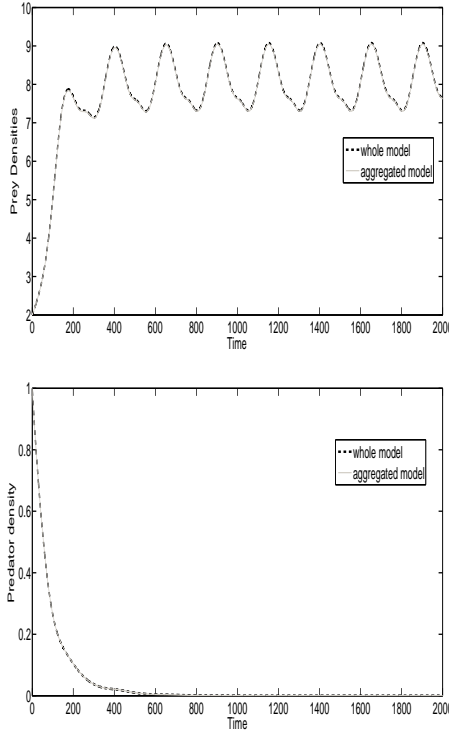 10
9
8
7
6
5
4
3
2
Prey Densities
whole model
aggregated model
0 200 400 600 800 1000 1200 1400 1600 1800 2000
Time
1
0.8
0.6
0.4
0.2
0
Predator density
whole model
aggregated model
0 200 400 600 800 1000 1200 1400 1600 1800 2000
Time